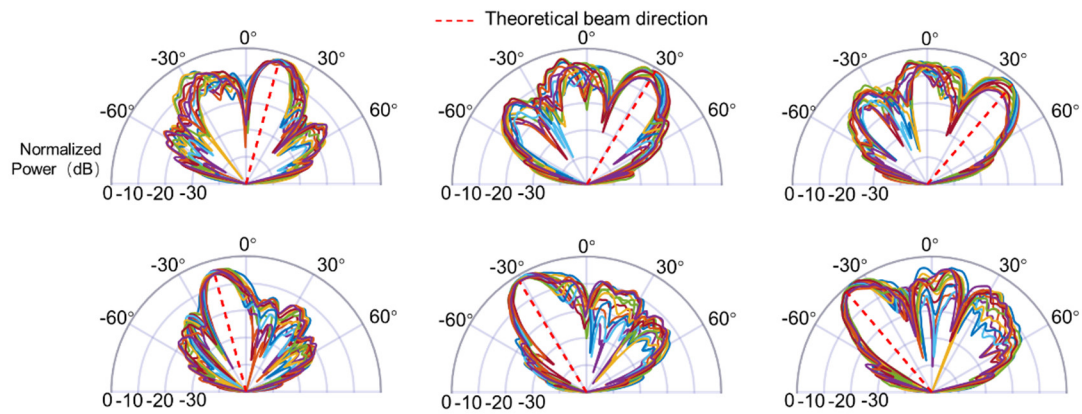 Theoretical beam direction
0° 0° 0°
-30° 30° -30° 30° -30° 30°
-60° 60° -60° 60° -60° 60°
Normalized
Power (dB)
0 -10 -20 -30 0 -10 -20 -30 0 -10 -20 -30
0° 0° 0°
-30° 30° -30° 30° -30° 30°
-60° 60° -60° 60° -60° 60°
0 -10 -20 -30 0 -10 -20 -30 0 -10 -20 -30